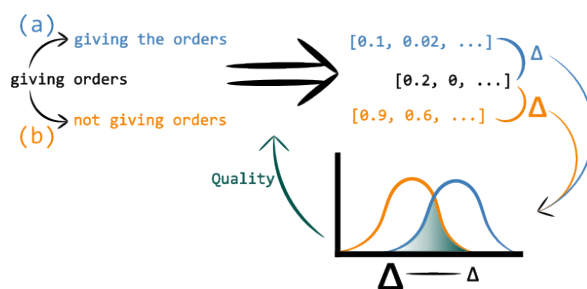 (a)
giving the orders
giving orders
(b)
not giving orders
[0.1, 0.02, ...]
[0.2, 0, ...]
[0.9, 0.6, ...]
Δ
Δ
Quality
Δ Δ